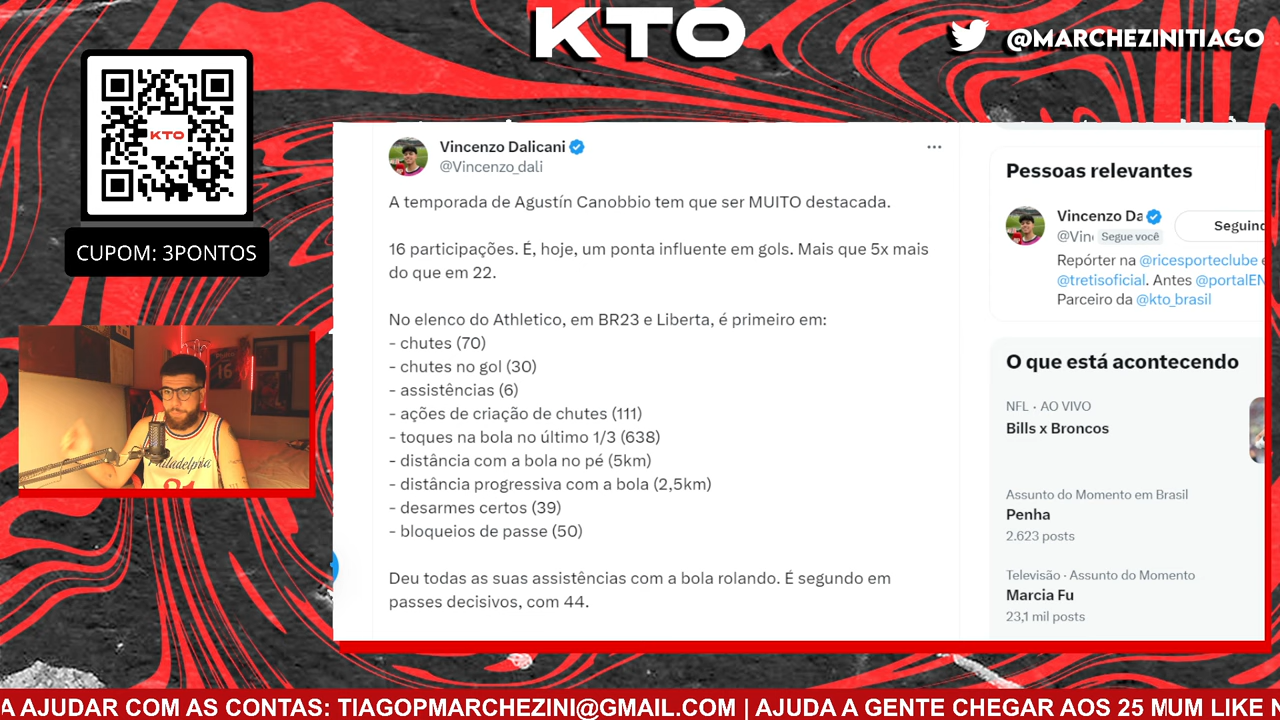 KTO
@MARCHEZINITIAGO
KTO
CUPOM: 3PONTOS
Vincenzo Dalicani
@Vincenzo_dali
A temporada de Agustín Canobbio tem que ser MUITO destacada.
16 participações. É, hoje, um ponta influente em gols. Mais que 5x mais
do que em 22.
No elenco do Athletico, em BR23 e Liberta, é primeiro em:
- chutes (70)
- chutes no gol (30)
- assistências (6)
- ações de criação de chutes (111)
- toques na bola no último 1/3 (638)
- distância com a bola no pé (5km)
- distância progressiva com a bola (2,5km)
- desarmes certos (39)
- bloqueios de passe (50)
Deu todas as suas assistências com a bola rolando. É segundo em
passes decisivos, com 44.
Pessoas relevantes
Vincenzo Da
@Vin Segue você
Seguind
Repórter na @ricesporteclube e
@tretisoficial. Antes @portalEN
Parceiro da @kto_brasil
O que está acontecendo
NFL · AO VIVO
Bills x Broncos
Assunto do Momento em Brasil
Penha
2.623 posts
Televisão · Assunto do Momento
Marcia Fu
23,1 mil posts
Philadelphia
A AJUDAR COM AS CONTAS: TIAGOPMARCHEZINI@GMAIL.COM | AJUDA A GENTE CHEGAR AOS 25 MUM LIKE N